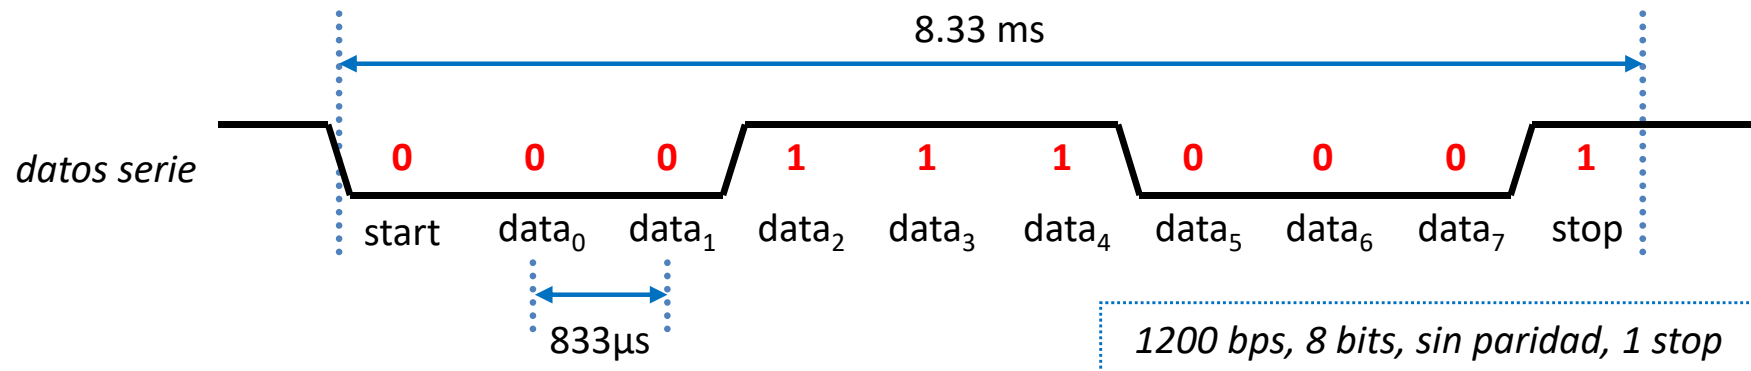 8.33 ms
datos serie
0 0 0 1 1 1 0 0 0 1
start data₀ data₁ data₂ data₃ data₄ data₅ data₆ data₇ stop
833µs
1200 bps, 8 bits, sin paridad, 1 stop